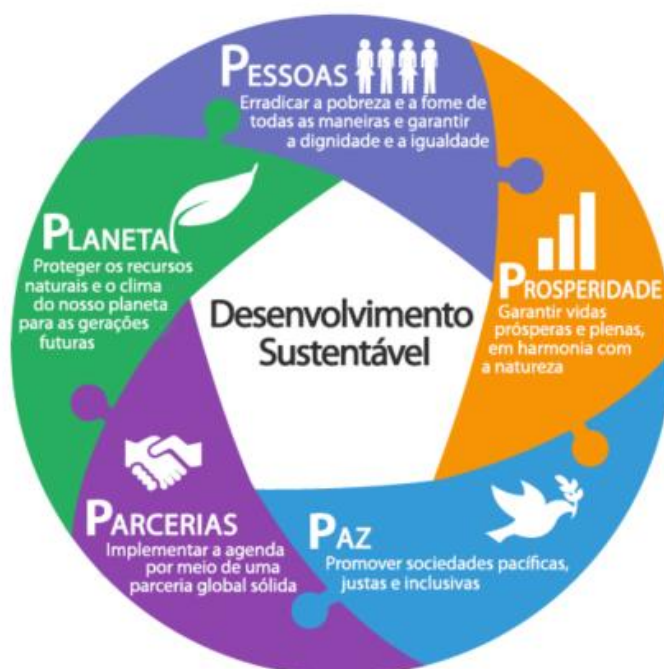 PESSOAS
Erradicar a pobreza e a fome de
todas as maneiras e garantir
a dignidade e a igualdade
PLANETA
Proteger os recursos
naturais e o clima
do nosso planeta
para as gerações
futuras
PROSPERIDADE
Garantir vidas
prósperas e plenas,
em harmonia com
a natureza
Desenvolvimento
Sustentável
PARCERIAS
Implementar a agenda
por meio de uma
parceria global sólida
PAZ
Promover sociedades pacíficas,
justas e inclusivas